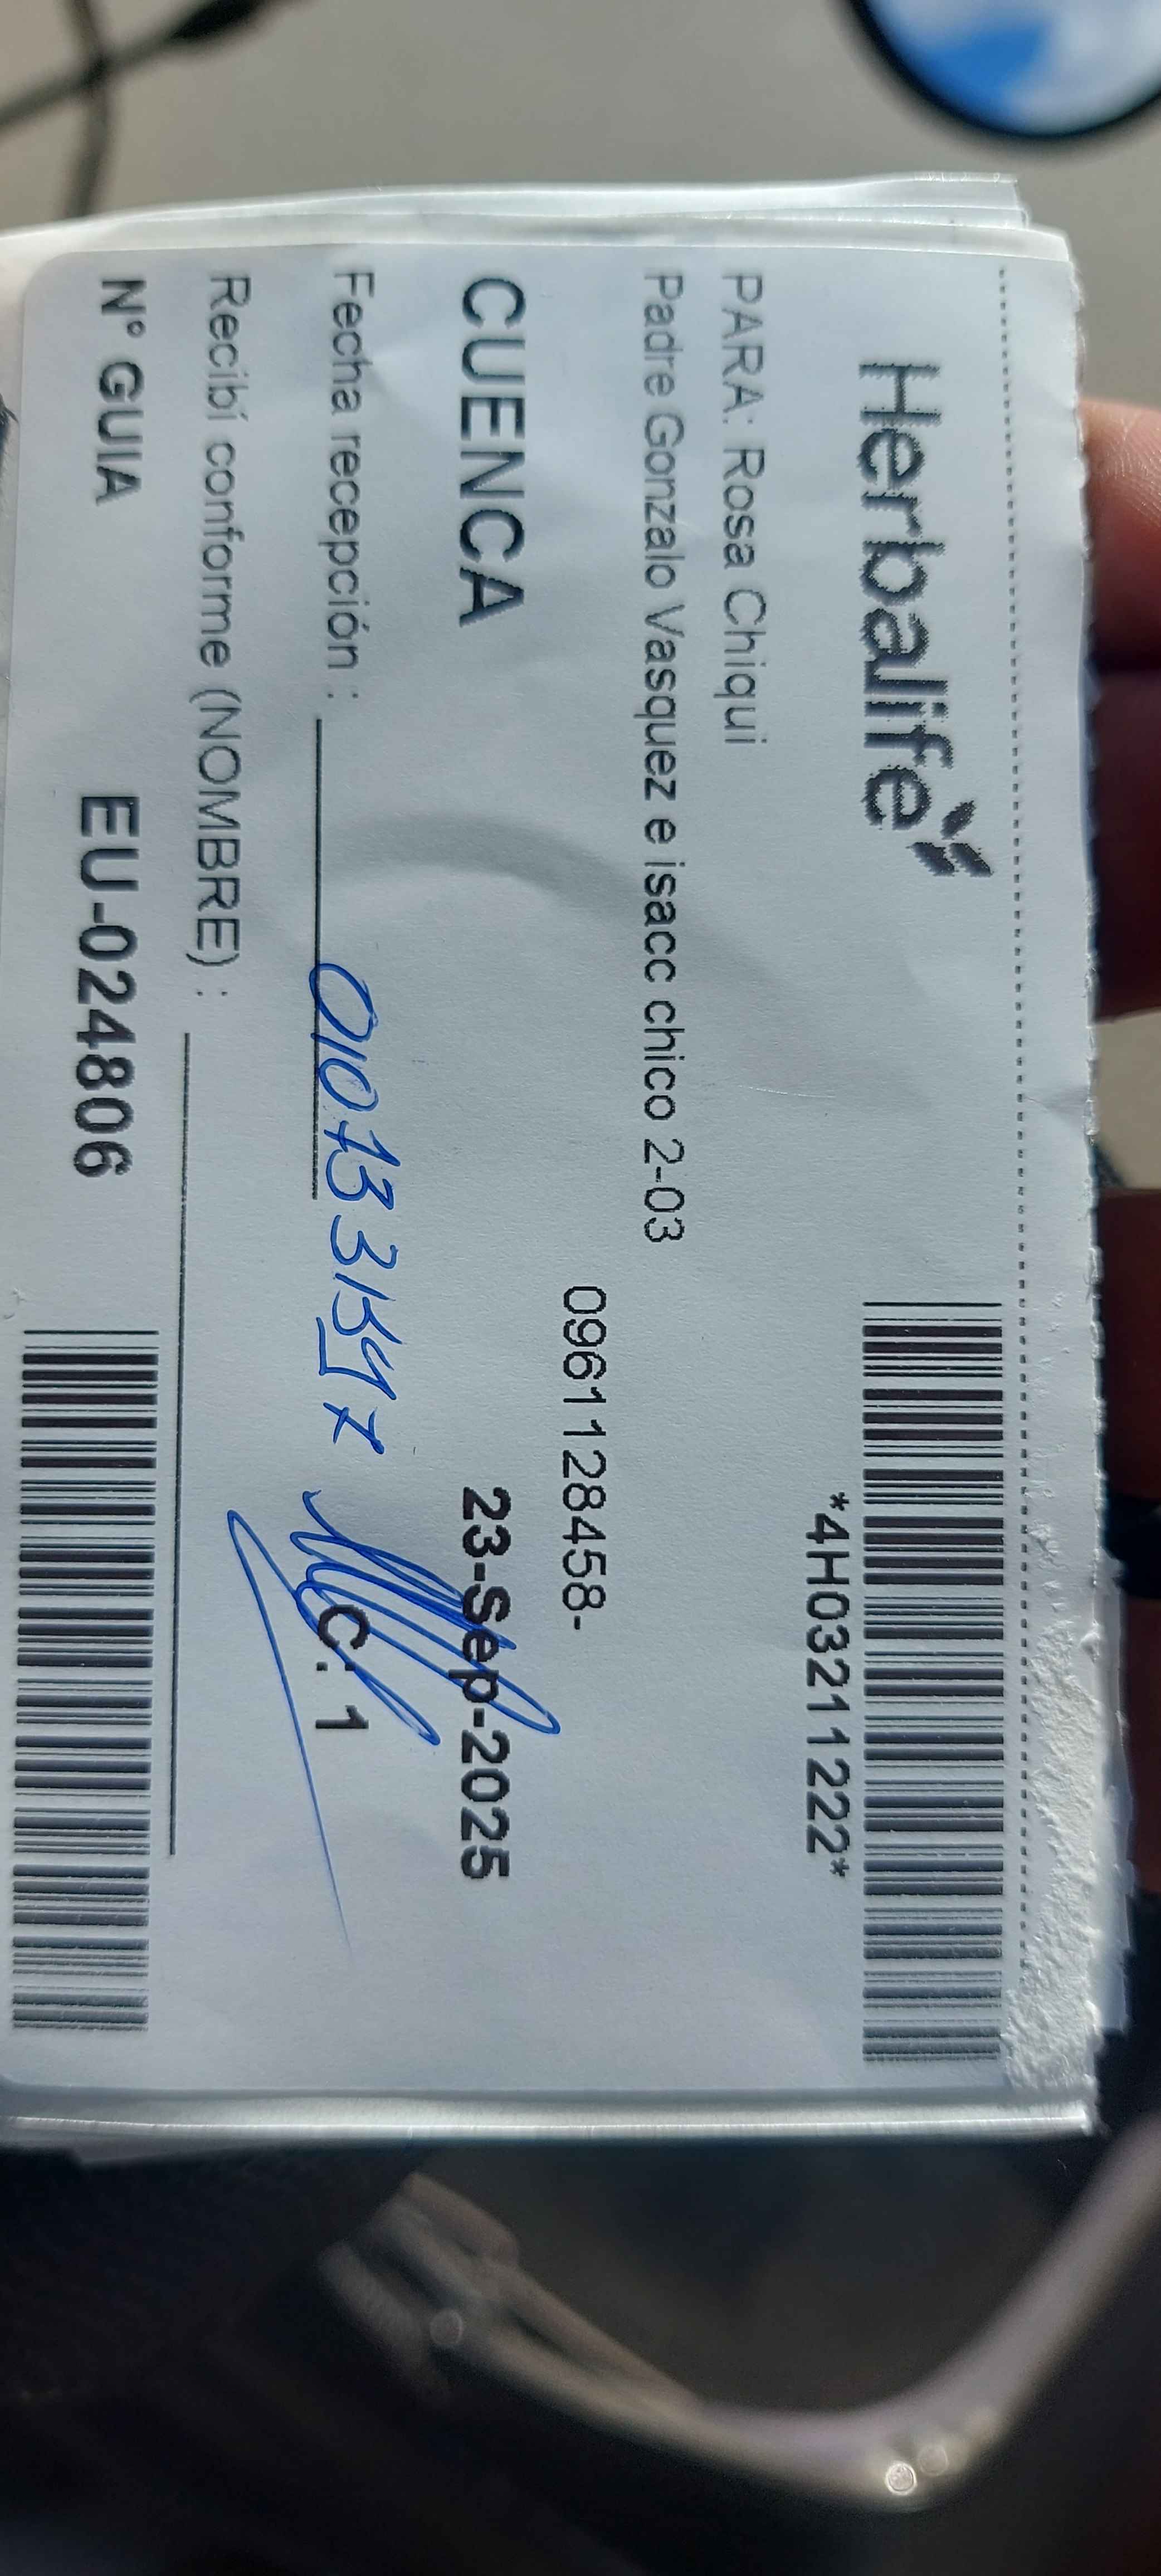 Herbalife
*4H03211222*
PARA: Rosa Chiqui
Padre Gonzalo Vasquez e isacc chico 2-03
0961128458-
CUENCA 23-Sep-2025
Fecha recepción : C: 1
Recibí conforme (NOMBRE) :
N° GUIA EU-024806